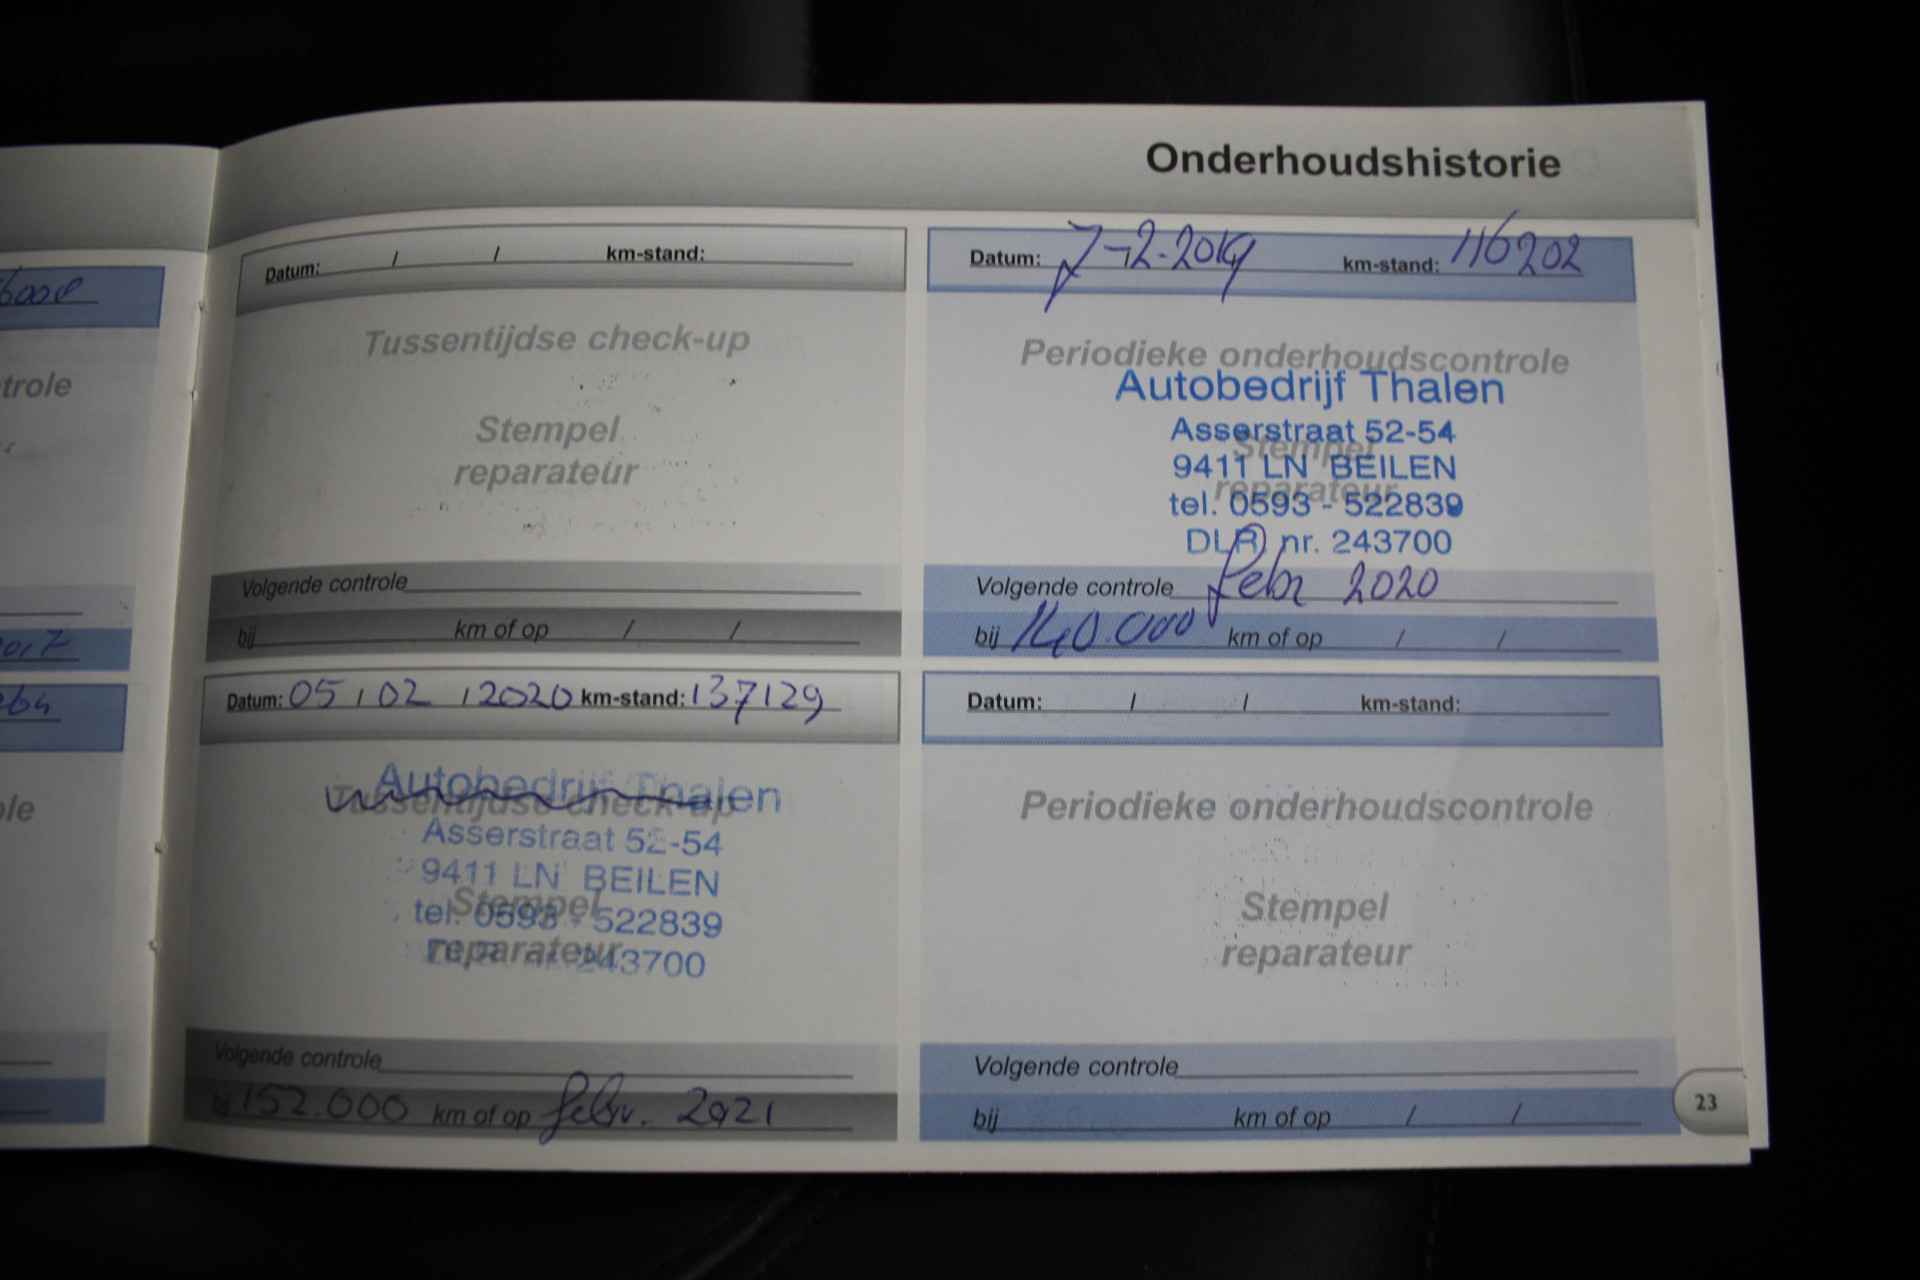 Onderhoudshistorie
Datum: / / km-stand:
Tussentijdse check-up
Stempel
reparateur
Volgende controle
bij km of op / /
Datum: 7-2-2019 km-stand: 116202
Periodieke onderhoudscontrole
Autobedrijf Thalen
Asserstraat 52-54
Stempel
9411 LN BEILEN
reparateur
tel. 0593 - 522839
DLR nr. 243700
Volgende controle febr 2020
bij 140.000 km of op / /
Datum: 05 / 02 / 2020 km-stand: 137129
Autobedrijf Thalen
Tussentijdse check-up
Asserstraat 52-54
9411 LN BEILEN
Stempel
tel. 0593 - 522839
reparateur
243700
Volgende controle
bij 152.000 km of op febr. 2021
Datum: / / km-stand:
Periodieke onderhoudscontrole
Stempel
reparateur
Volgende controle
bij km of op / /
23
trole